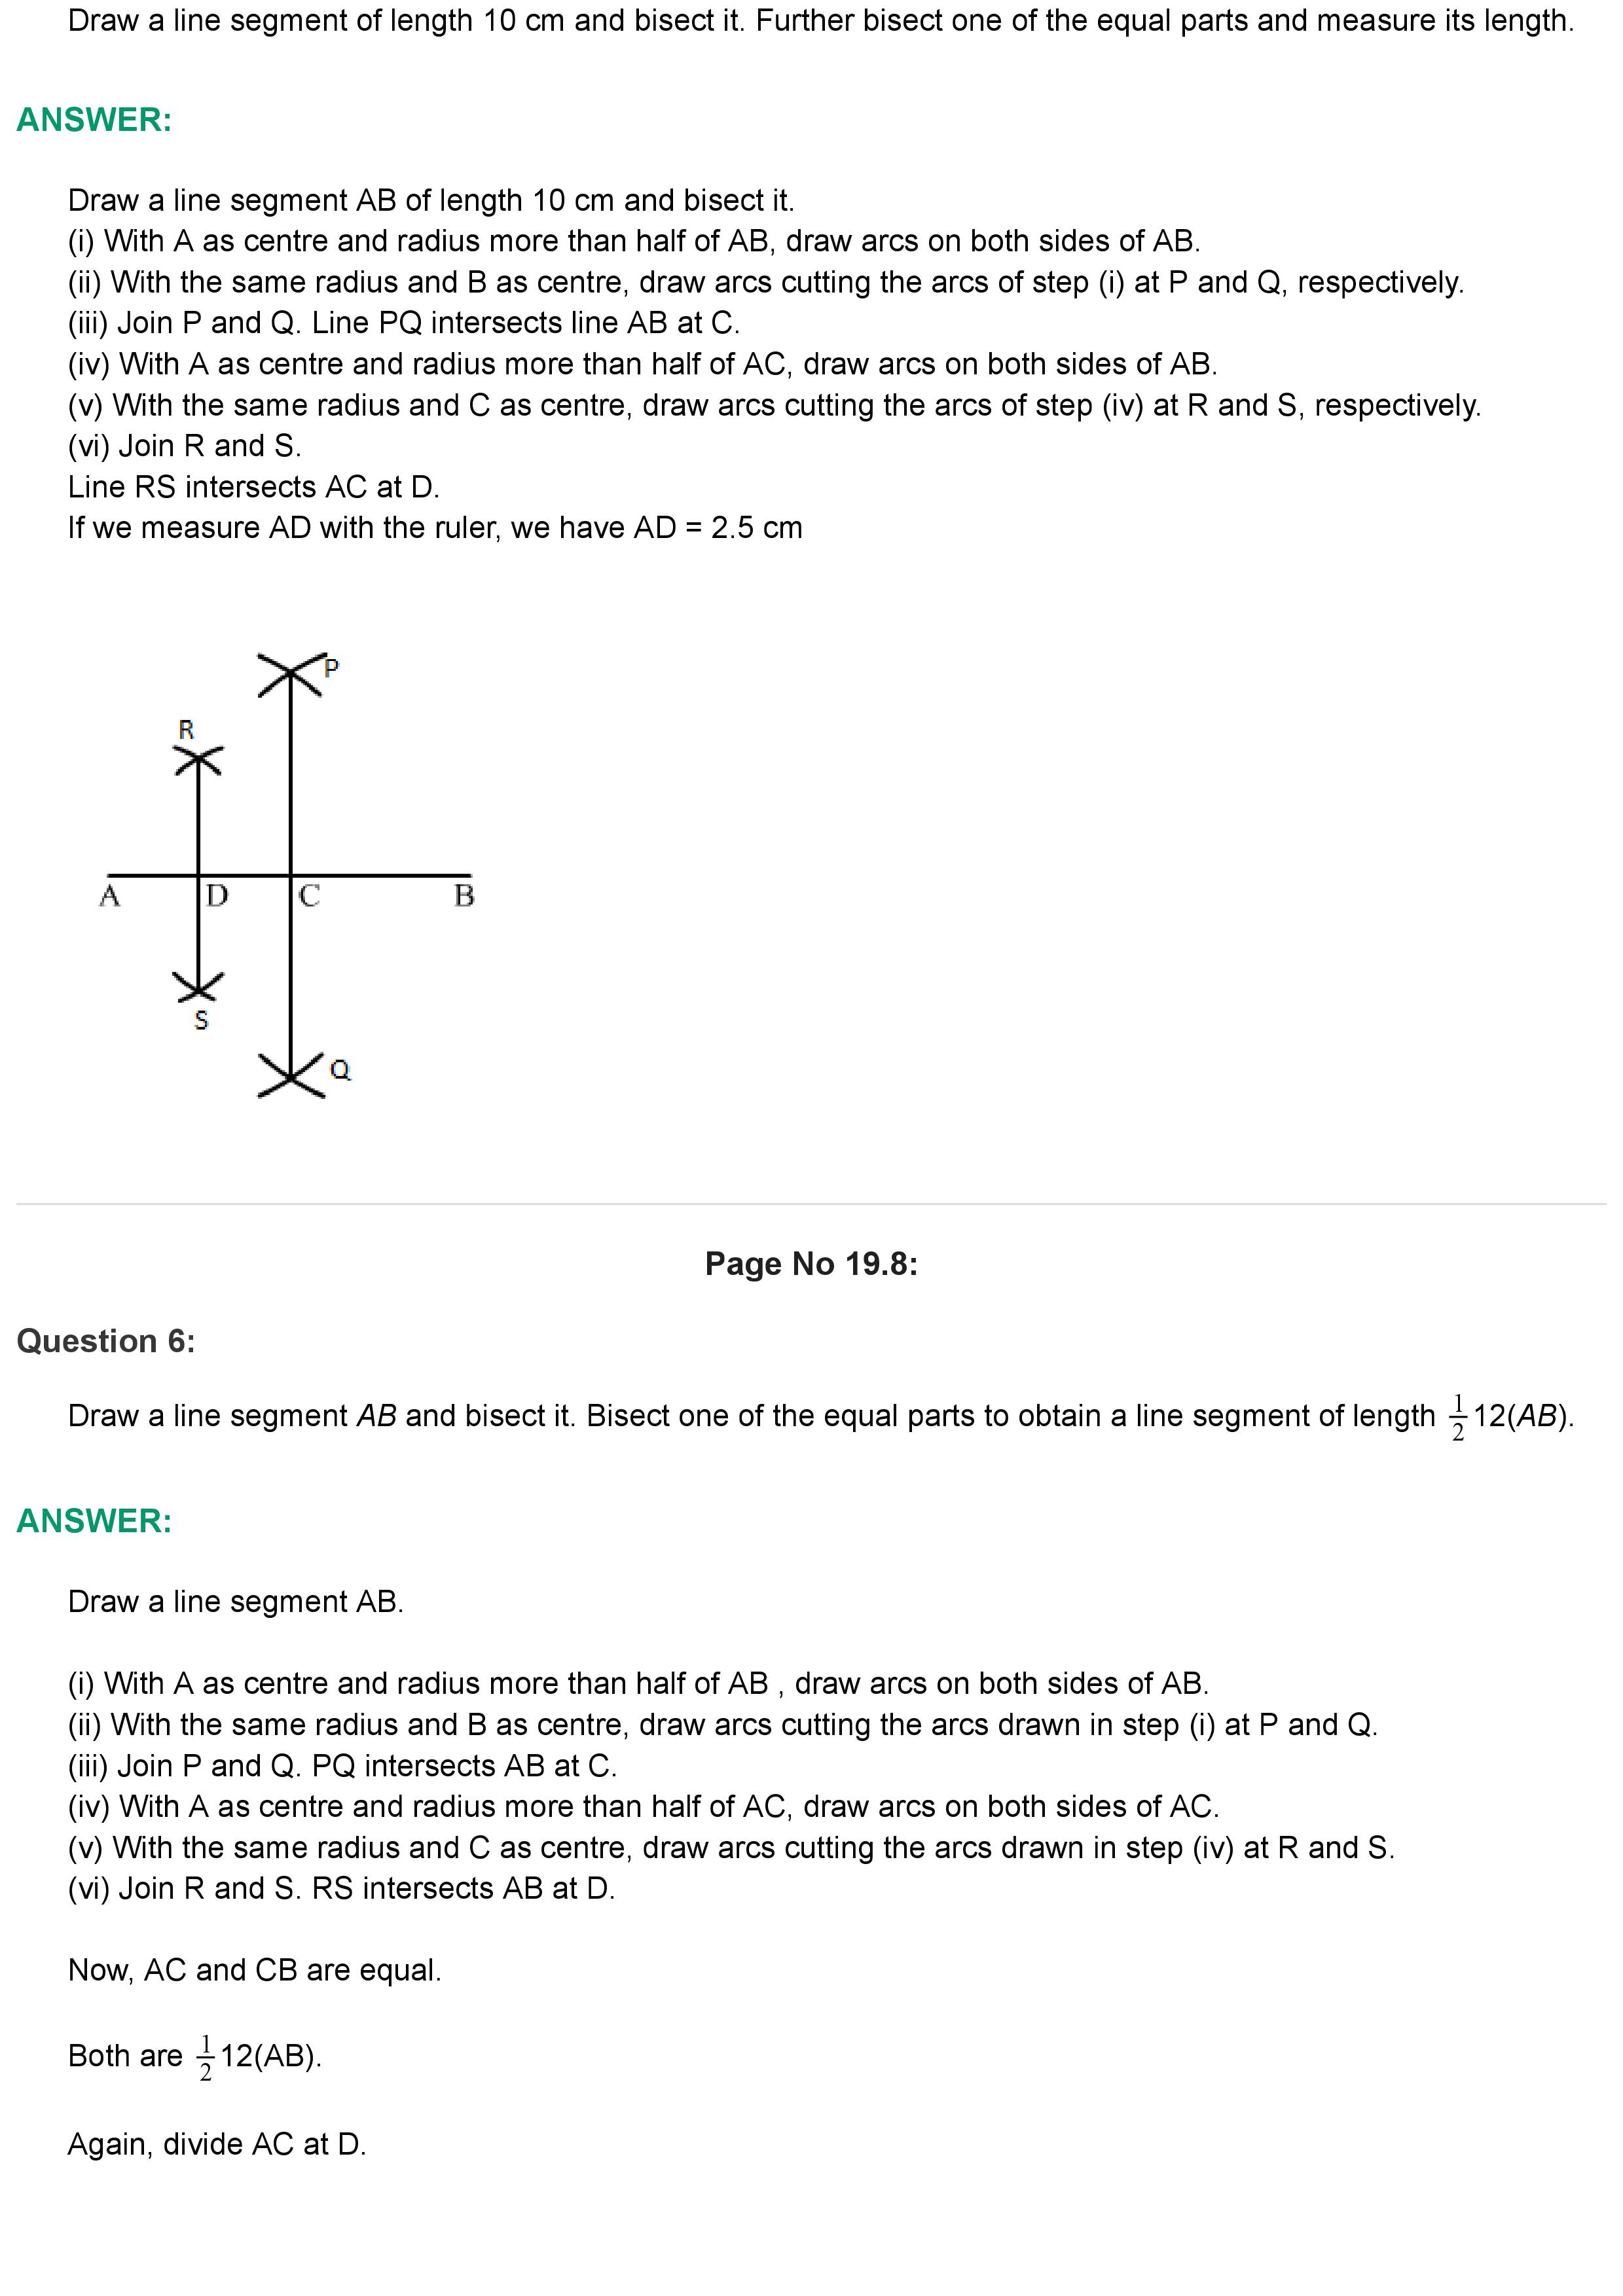 Draw a line segment of length 10 cm and bisect it. Further bisect one of the equal parts and measure its length.
ANSWER:
Draw a line segment AB of length 10 cm and bisect it.
(i) With A as centre and radius more than half of AB, draw arcs on both sides of AB.
(ii) With the same radius and B as centre, draw arcs cutting the arcs of step (i) at P and Q, respectively.
(iii) Join P and Q. Line PQ intersects line AB at C.
(iv) With A as centre and radius more than half of AC, draw arcs on both sides of AB.
(v) With the same radius and C as centre, draw arcs cutting the arcs of step (iv) at R and S, respectively.
(vi) Join R and S.
Line RS intersects AC at D.
If we measure AD with the ruler, we have AD = 2.5 cm
P
R
A D C B
S
Q
Page No 19.8:
Question 6:
Draw a line segment AB and bisect it. Bisect one of the equal parts to obtain a line segment of length 1/2 12(AB).
ANSWER:
Draw a line segment AB.
(i) With A as centre and radius more than half of AB , draw arcs on both sides of AB.
(ii) With the same radius and B as centre, draw arcs cutting the arcs drawn in step (i) at P and Q.
(iii) Join P and Q. PQ intersects AB at C.
(iv) With A as centre and radius more than half of AC, draw arcs on both sides of AC.
(v) With the same radius and C as centre, draw arcs cutting the arcs drawn in step (iv) at R and S.
(vi) Join R and S. RS intersects AB at D.
Now, AC and CB are equal.
Both are 1/2 12(AB).
Again, divide AC at D.